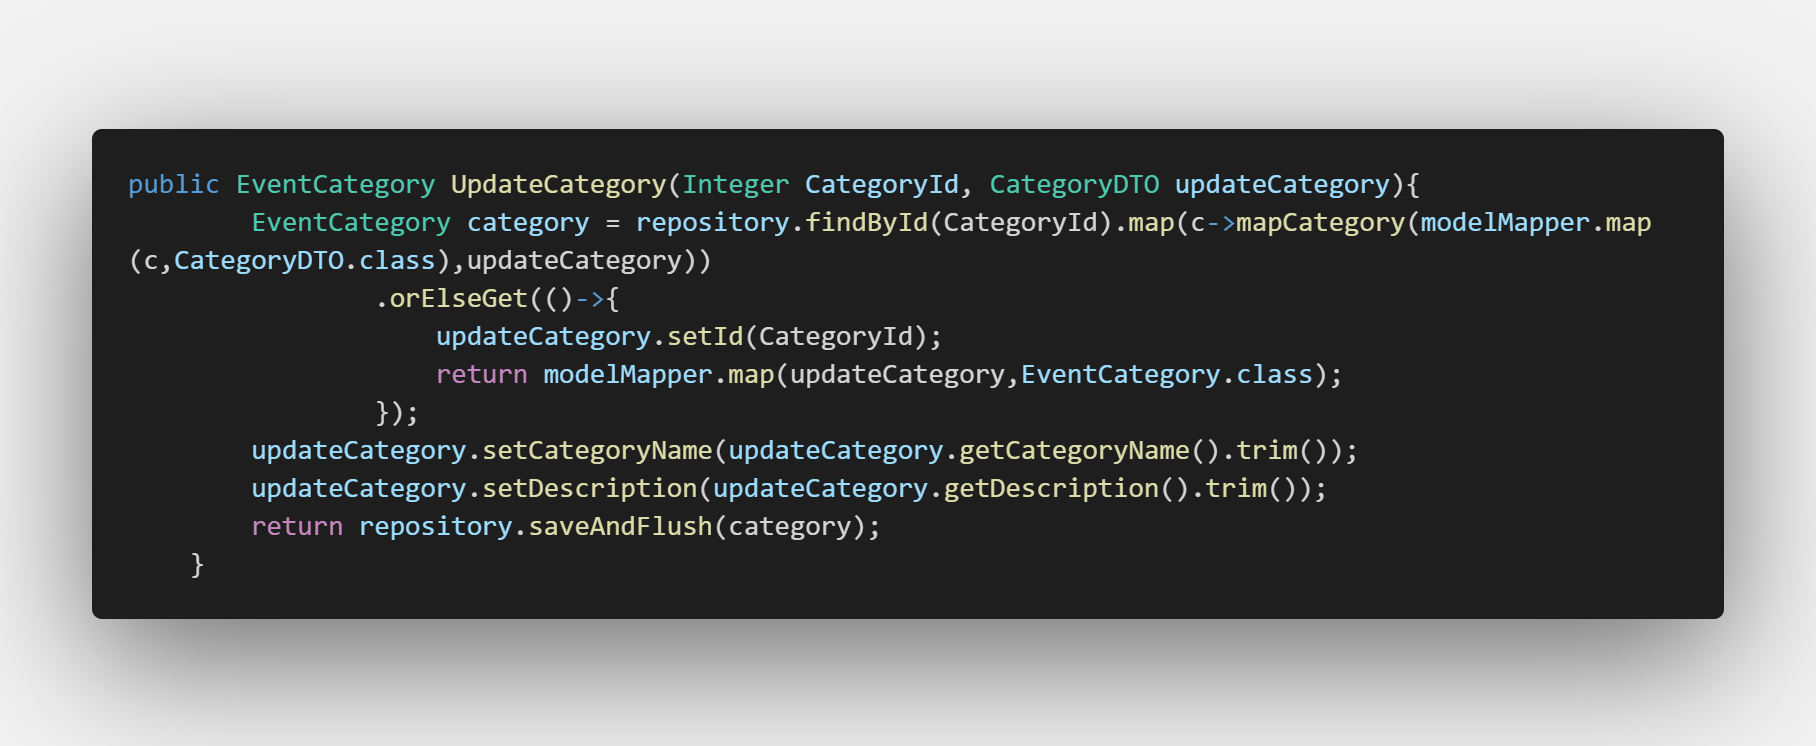 public EventCategory UpdateCategory(Integer CategoryId, CategoryDTO updateCategory){
        EventCategory category = repository.findById(CategoryId).map(c->mapCategory(modelMapper.map
(c,CategoryDTO.class),updateCategory))
                .orElseGet(()->{
                    updateCategory.setId(CategoryId);
                    return modelMapper.map(updateCategory,EventCategory.class);
                });
        updateCategory.setCategoryName(updateCategory.getCategoryName().trim());
        updateCategory.setDescription(updateCategory.getDescription().trim());
        return repository.saveAndFlush(category);
    }